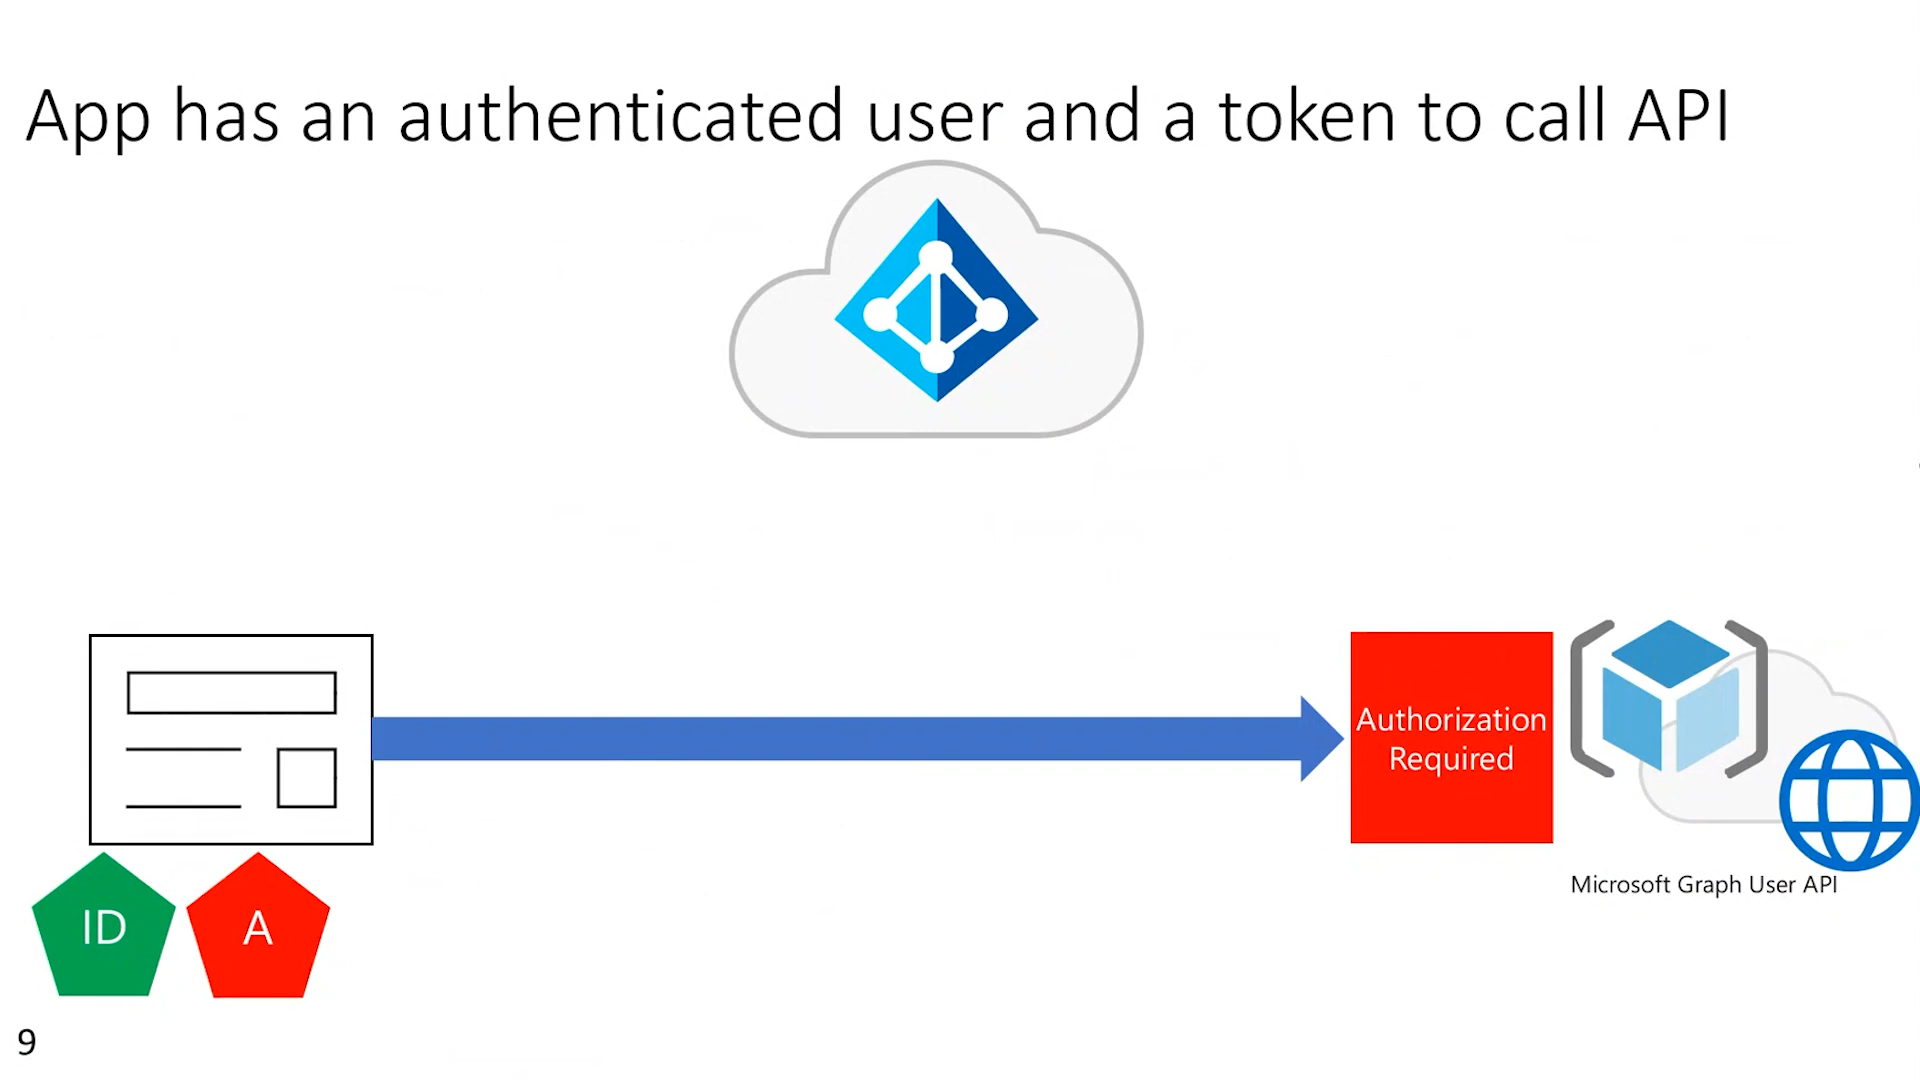 App has an authenticated user and a token to call API
Authorization
Required
Microsoft Graph User API
ID
A
9